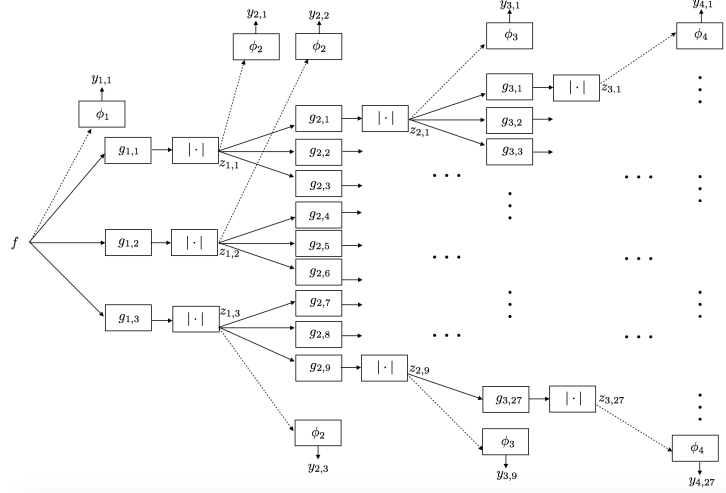 y_{2,1} y_{2,2} y_{3,1} y_{4,1}
ϕ_2 ϕ_2 ϕ_3 ϕ_4
y_{1,1}
ϕ_1
g_{3,1} |·| z_{3.1}
g_{2,1} |·| z_{2,1} g_{3,2}
g_{1,1} |·| z_{1,1} g_{2,2} g_{3,3}
g_{2,3}
g_{2,4}
f g_{1,2} |·| z_{1,2} g_{2,5}
g_{2,6}
g_{2,7}
g_{1,3} |·| z_{1,3} g_{2,8}
g_{2,9} |·| z_{2,9}
g_{3,27} |·| z_{3,27}
ϕ_2 ϕ_3 ϕ_4
y_{2,3} y_{3,9} y_{4,27}